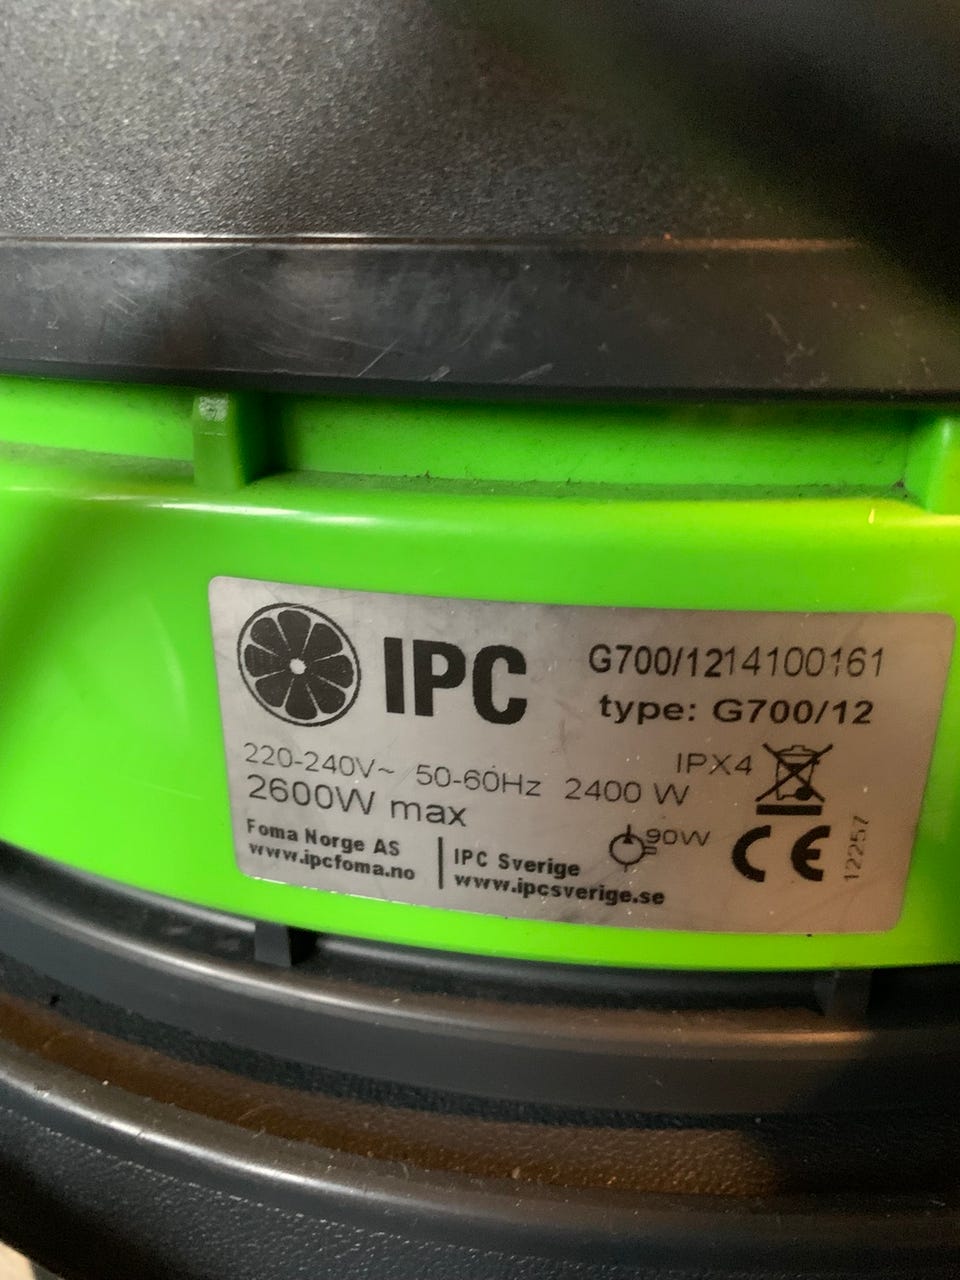 IPC
G700/1214100161
type: G700/12
220-240V~ 50-60Hz 2400 W IPX4
2600W max
Foma Norge AS
www.ipcfoma.no
IPC Sverige
www.ipcsverige.se
90W
CE
12257